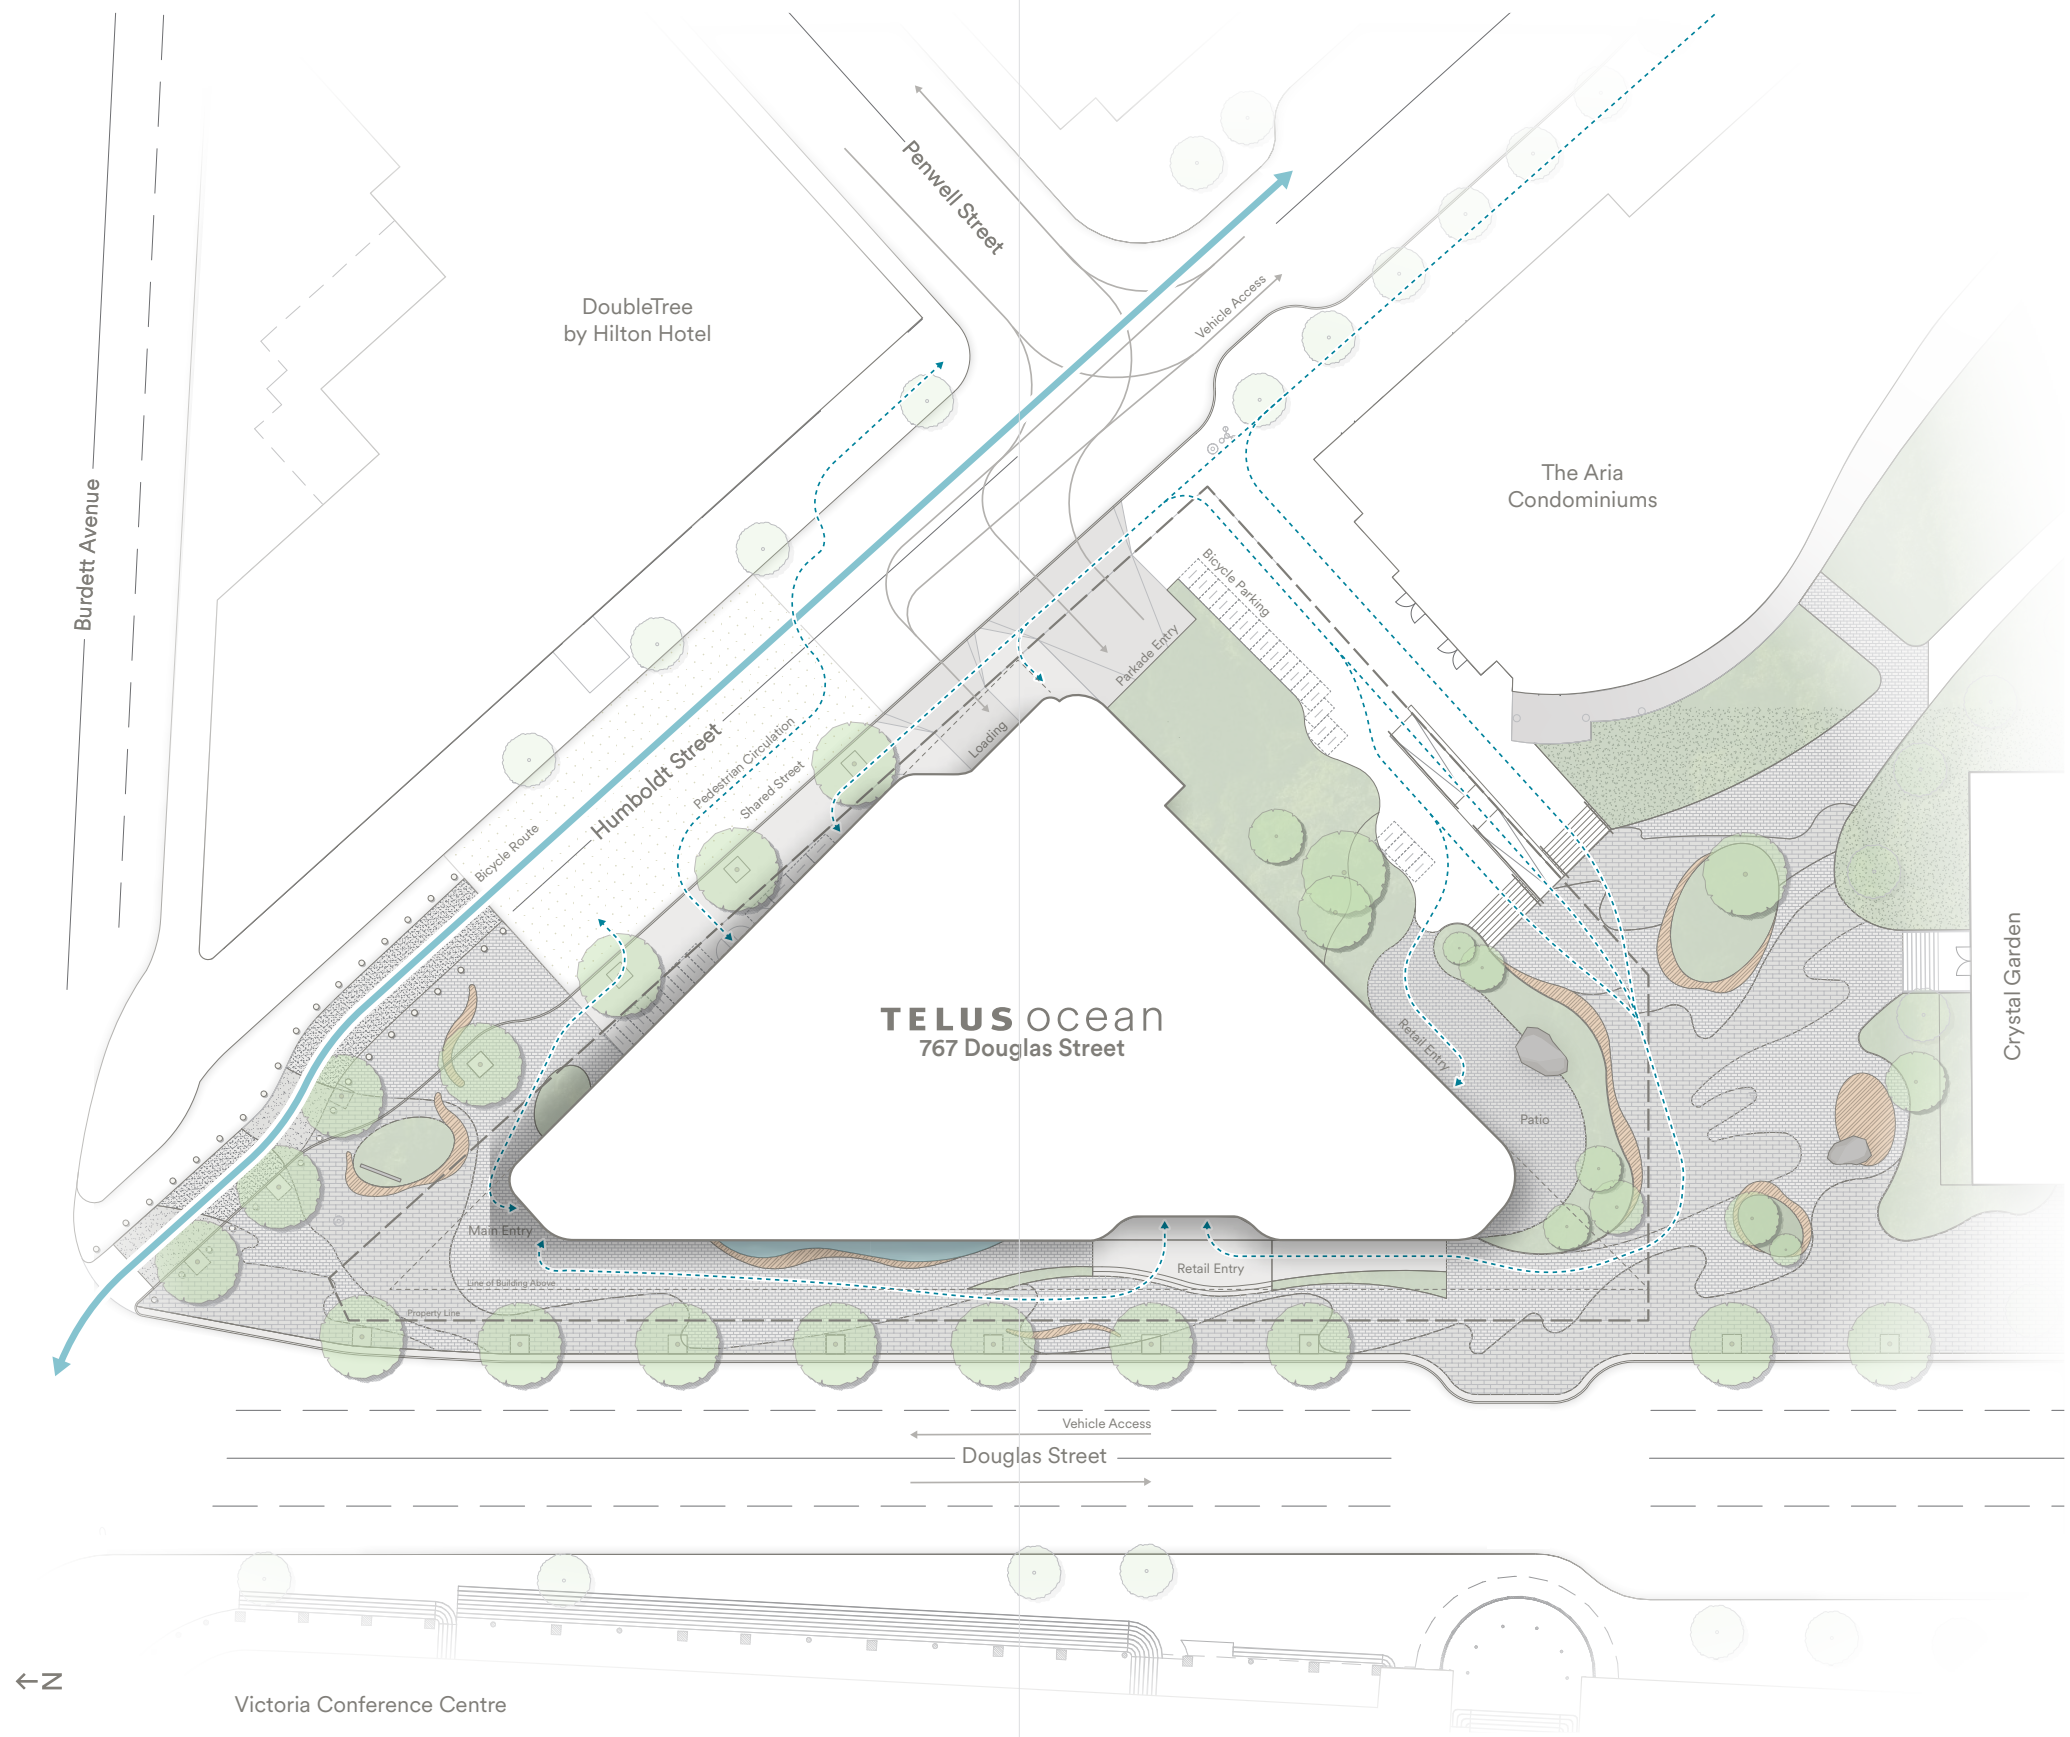 Penwell Street
Vehicle Access
DoubleTree
by Hilton Hotel
The Aria
Condominiums
Burdett Avenue
Bicycle Parking
Parkade Entry
Loading
Humboldt Street
Pedestrian Circulation
Shared Street
Bicycle Route
Crystal Garden
TELUS ocean
767 Douglas Street
Retail Entry
Patio
Main Entry
Retail Entry
Line of Building Above
Property Line
Vehicle Access
Douglas Street
N
Victoria Conference Centre